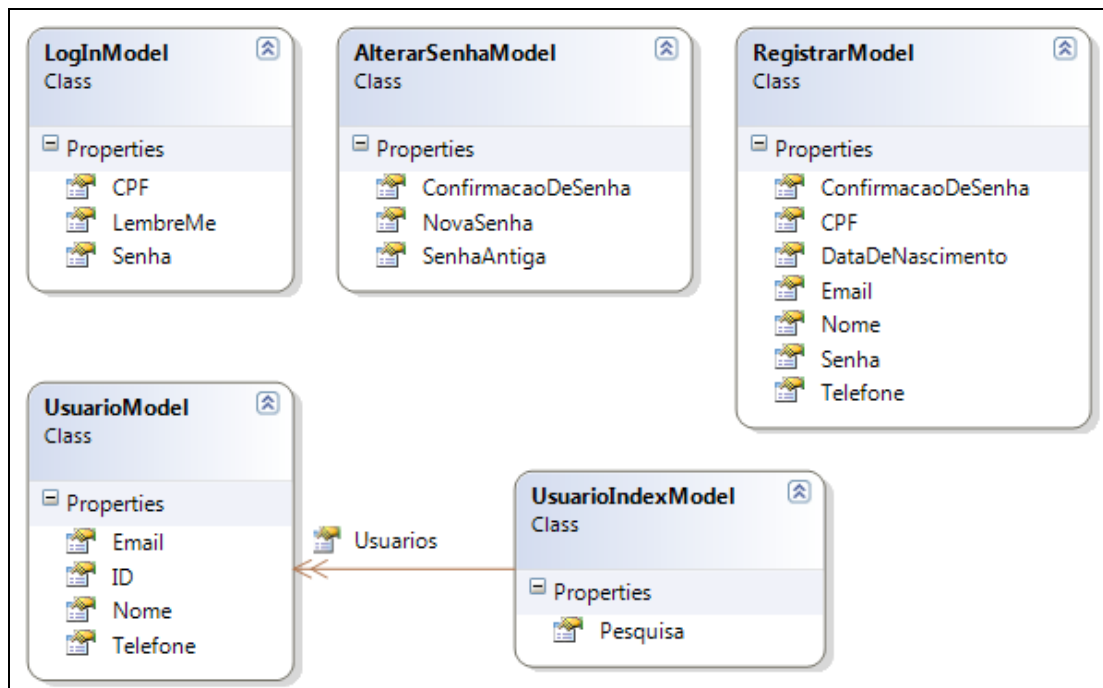 LogInModel
Class
Properties
CPF
LembreMe
Senha
AlterarSenhaModel
Class
Properties
ConfirmacaoDeSenha
NovaSenha
SenhaAntiga
RegistrarModel
Class
Properties
ConfirmacaoDeSenha
CPF
DataDeNascimento
Email
Nome
Senha
Telefone
UsuarioModel
Class
Properties
Email
ID
Nome
Telefone
Usuarios
UsuarioIndexModel
Class
Properties
Pesquisa